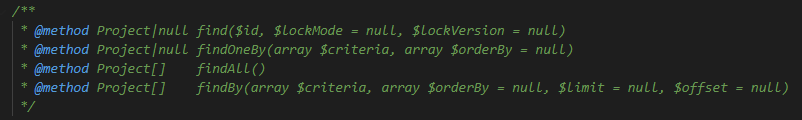 /**
 * @method Project|null find($id, $lockMode = null, $lockVersion = null)
 * @method Project|null findOneBy(array $criteria, array $orderBy = null)
 * @method Project[]    findAll()
 * @method Project[]    findBy(array $criteria, array $orderBy = null, $limit = null, $offset = null)
 */